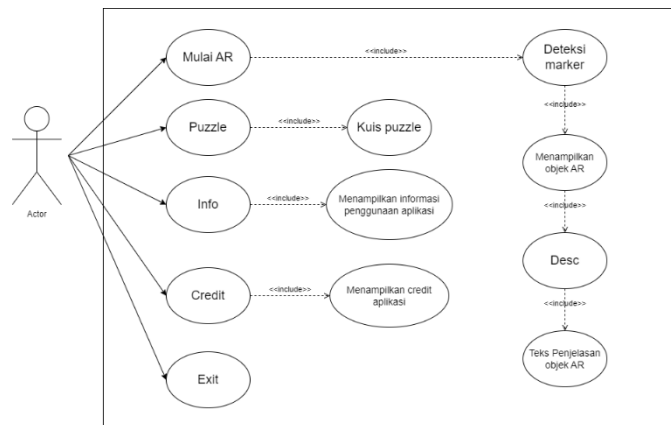 Mulai AR
<<include>>
Deteksi
marker
<<include>>
Puzzle
<<include>>
Kuis puzzle
Menampilkan
objek AR
Actor
Info
<<include>>
Menampilkan informasi
penggunaan aplikasi
<<include>>
Desc
Credit
<<include>>
Menampilkan credit
aplikasi
<<include>>
Teks Penjelasan
objek AR
Exit